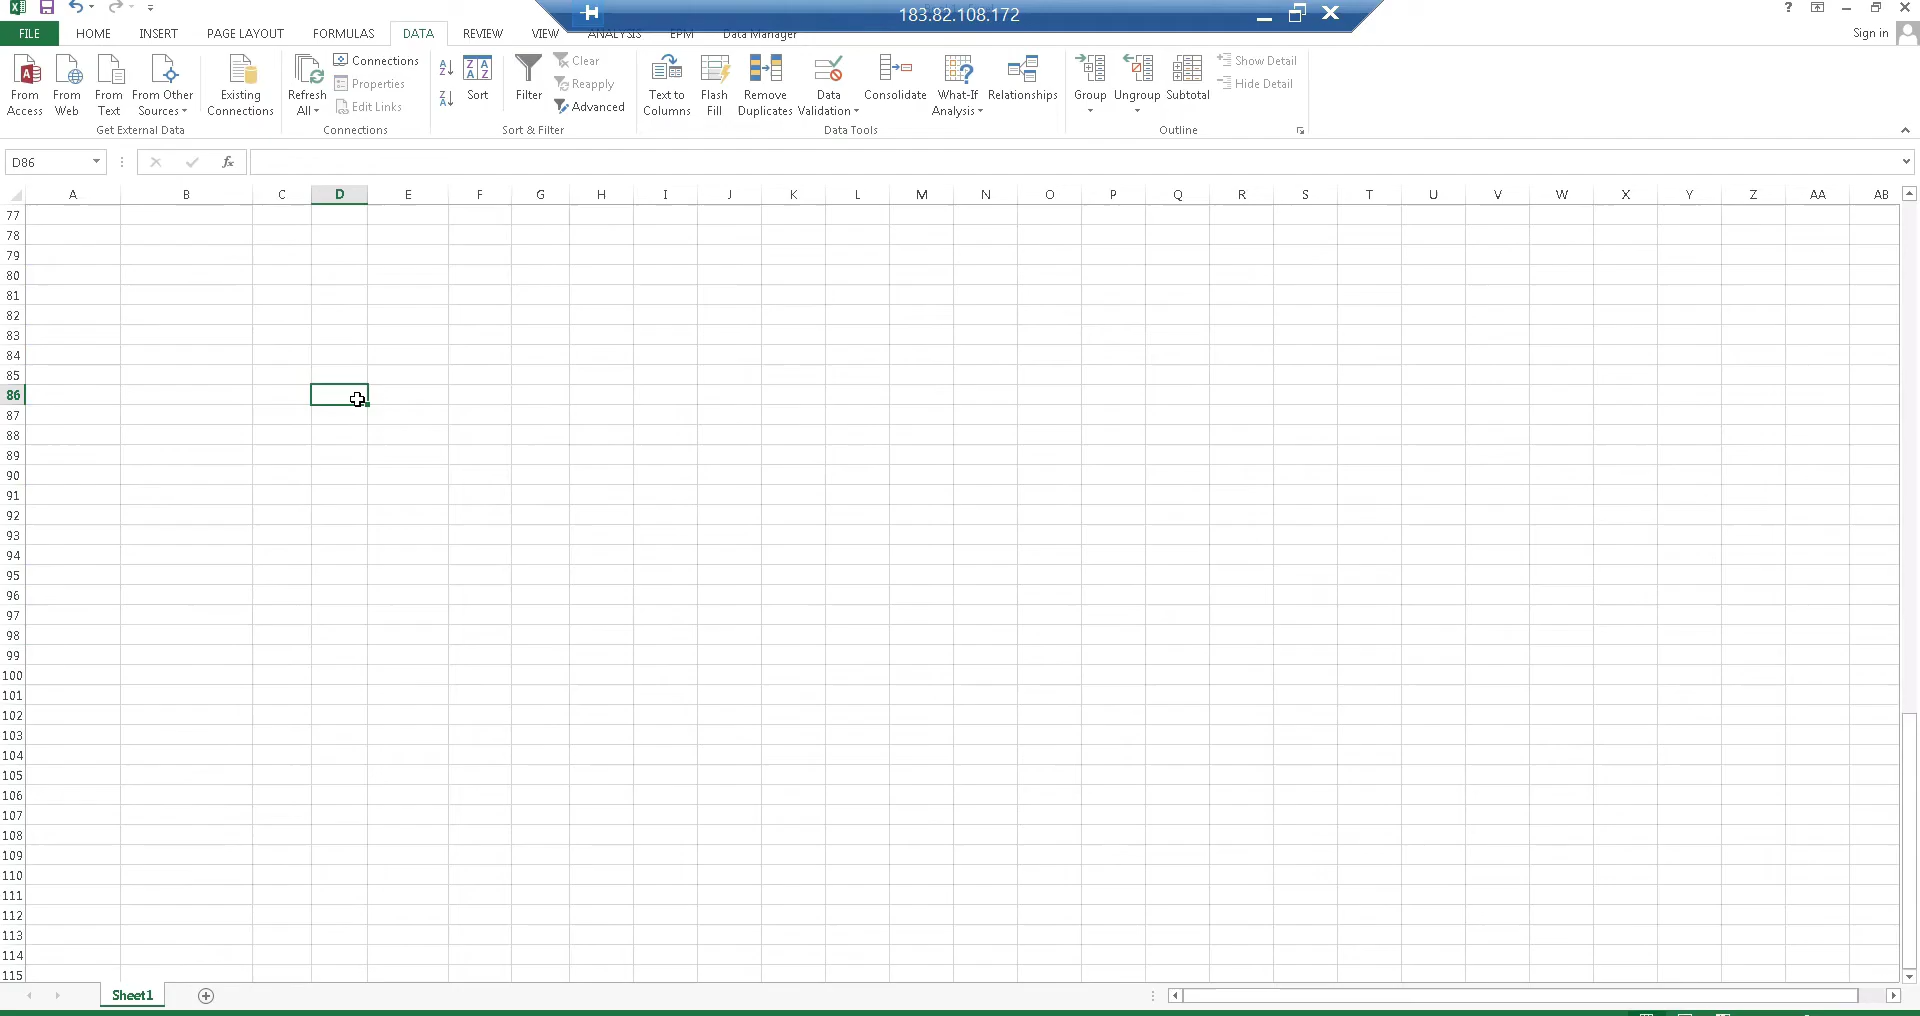 183.82.108.172
?
FILE HOME INSERT PAGE LAYOUT FORMULAS DATA REVIEW VIEW ANALYSIS EPM Data Manager Sign in
From Access
From Web
From Text
From Other Sources
Existing Connections
Refresh All
Connections
Properties
Edit Links
Sort
Filter
Clear
Reapply
Advanced
Text to Columns
Flash Fill
Remove Duplicates
Data Validation
Consolidate
What-If Analysis
Relationships
Group
Ungroup
Subtotal
Show Detail
Hide Detail
Get External Data Connections Sort & Filter Data Tools Outline
D86 fx
A B C D E F G H I J K L M N O P Q R S T U V W X Y Z AA AB
77
78
79
80
81
82
83
84
85
86
87
88
89
90
91
92
93
94
95
96
97
98
99
100
101
102
103
104
105
106
107
108
109
110
111
112
113
114
115
Sheet1